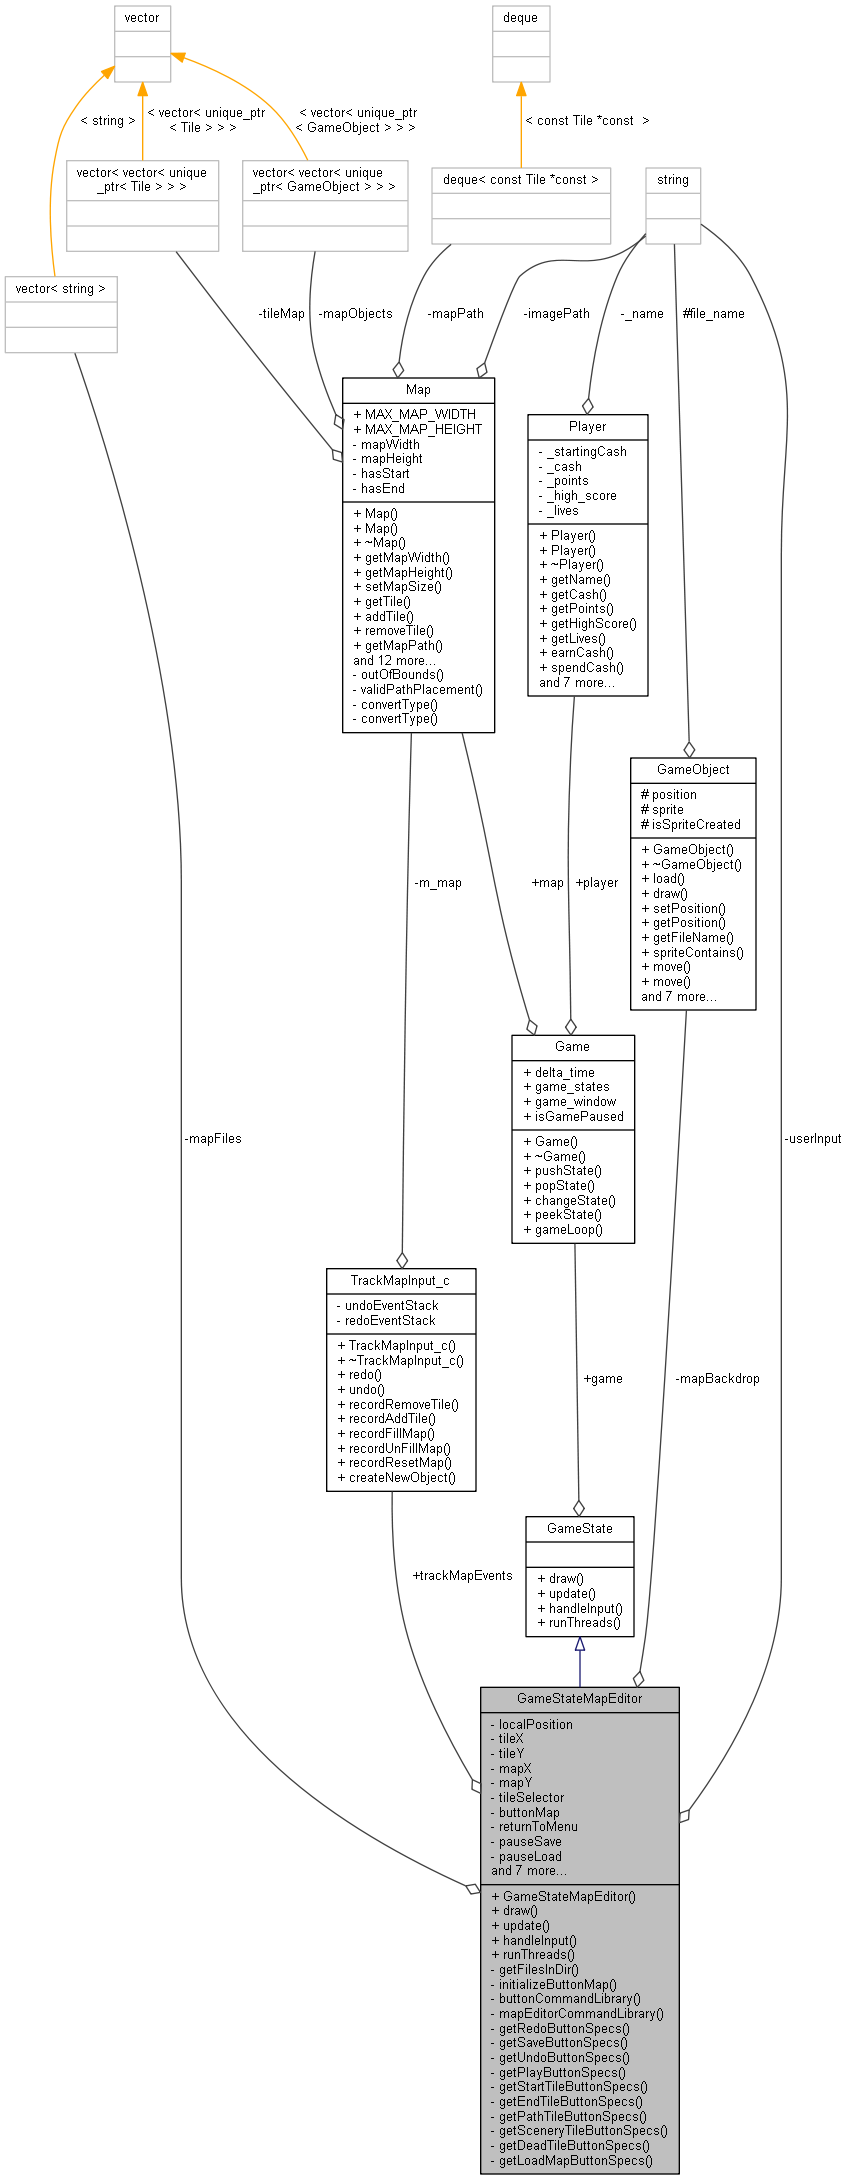 vector
deque
< string >
< vector< unique_ptr
< Tile > > >
< vector< unique_ptr
< GameObject > > >
< const Tile *const  >
vector< vector< unique
_ptr< Tile > > >
vector< vector< unique
_ptr< GameObject > > >
deque< const Tile *const >
string
vector< string >
-tileMap
-mapObjects
-mapPath
-imagePath
-_name
#file_name
Map
+ MAX_MAP_WIDTH
+ MAX_MAP_HEIGHT
- mapWidth
- mapHeight
- hasStart
- hasEnd
+ Map()
+ Map()
+ ~Map()
+ getMapWidth()
+ getMapHeight()
+ setMapSize()
+ getTile()
+ addTile()
+ removeTile()
+ getMapPath()
and 12 more...
- outOfBounds()
- validPathPlacement()
- convertType()
- convertType()
Player
- _startingCash
- _cash
- _points
- _high_score
- _lives
+ Player()
+ Player()
+ ~Player()
+ getName()
+ getCash()
+ getPoints()
+ getHighScore()
+ getLives()
+ earnCash()
+ spendCash()
and 7 more...
GameObject
# position
# sprite
# isSpriteCreated
+ GameObject()
+ ~GameObject()
+ load()
+ draw()
+ setPosition()
+ getPosition()
+ getFileName()
+ spriteContains()
+ move()
+ move()
and 7 more...
-m_map
+map
+player
Game
+ delta_time
+ game_states
+ game_window
+ isGamePaused
+ Game()
+ ~Game()
+ pushState()
+ popState()
+ changeState()
+ peekState()
+ gameLoop()
-mapFiles
-userInput
TrackMapInput_c
- undoEventStack
- redoEventStack
+ TrackMapInput_c()
+ ~TrackMapInput_c()
+ redo()
+ undo()
+ recordRemoveTile()
+ recordAddTile()
+ recordFillMap()
+ recordUnFillMap()
+ recordResetMap()
+ createNewObject()
+game
-mapBackdrop
GameState
+ draw()
+ update()
+ handleInput()
+ runThreads()
+trackMapEvents
GameStateMapEditor
- localPosition
- tileX
- tileY
- mapX
- mapY
- tileSelector
- buttonMap
- returnToMenu
- pauseSave
- pauseLoad
and 7 more...
+ GameStateMapEditor()
+ draw()
+ update()
+ handleInput()
+ runThreads()
- getFilesInDir()
- initializeButtonMap()
- buttonCommandLibrary()
- mapEditorCommandLibrary()
- getRedoButtonSpecs()
- getSaveButtonSpecs()
- getUndoButtonSpecs()
- getPlayButtonSpecs()
- getStartTileButtonSpecs()
- getEndTileButtonSpecs()
- getPathTileButtonSpecs()
- getSceneryTileButtonSpecs()
- getDeadTileButtonSpecs()
- getLoadMapButtonSpecs()